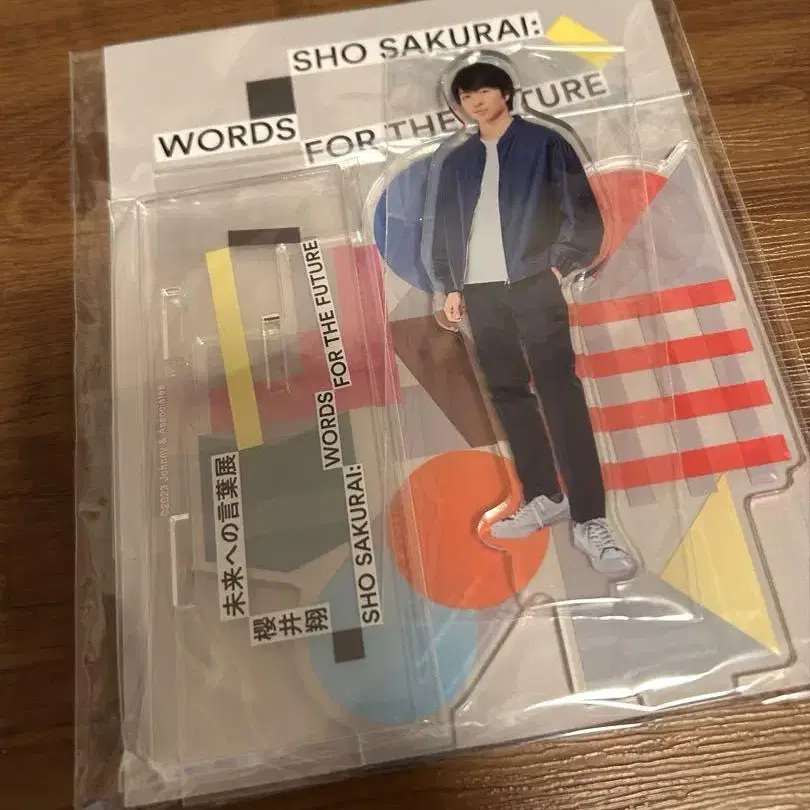 SHO SAKURAI:
WORDS
FOR THE FUTURE
櫻井翔
未来への言葉展
SHO SAKURAI:
WORDS
FOR THE FUTURE
©2023 Johnny & Associates